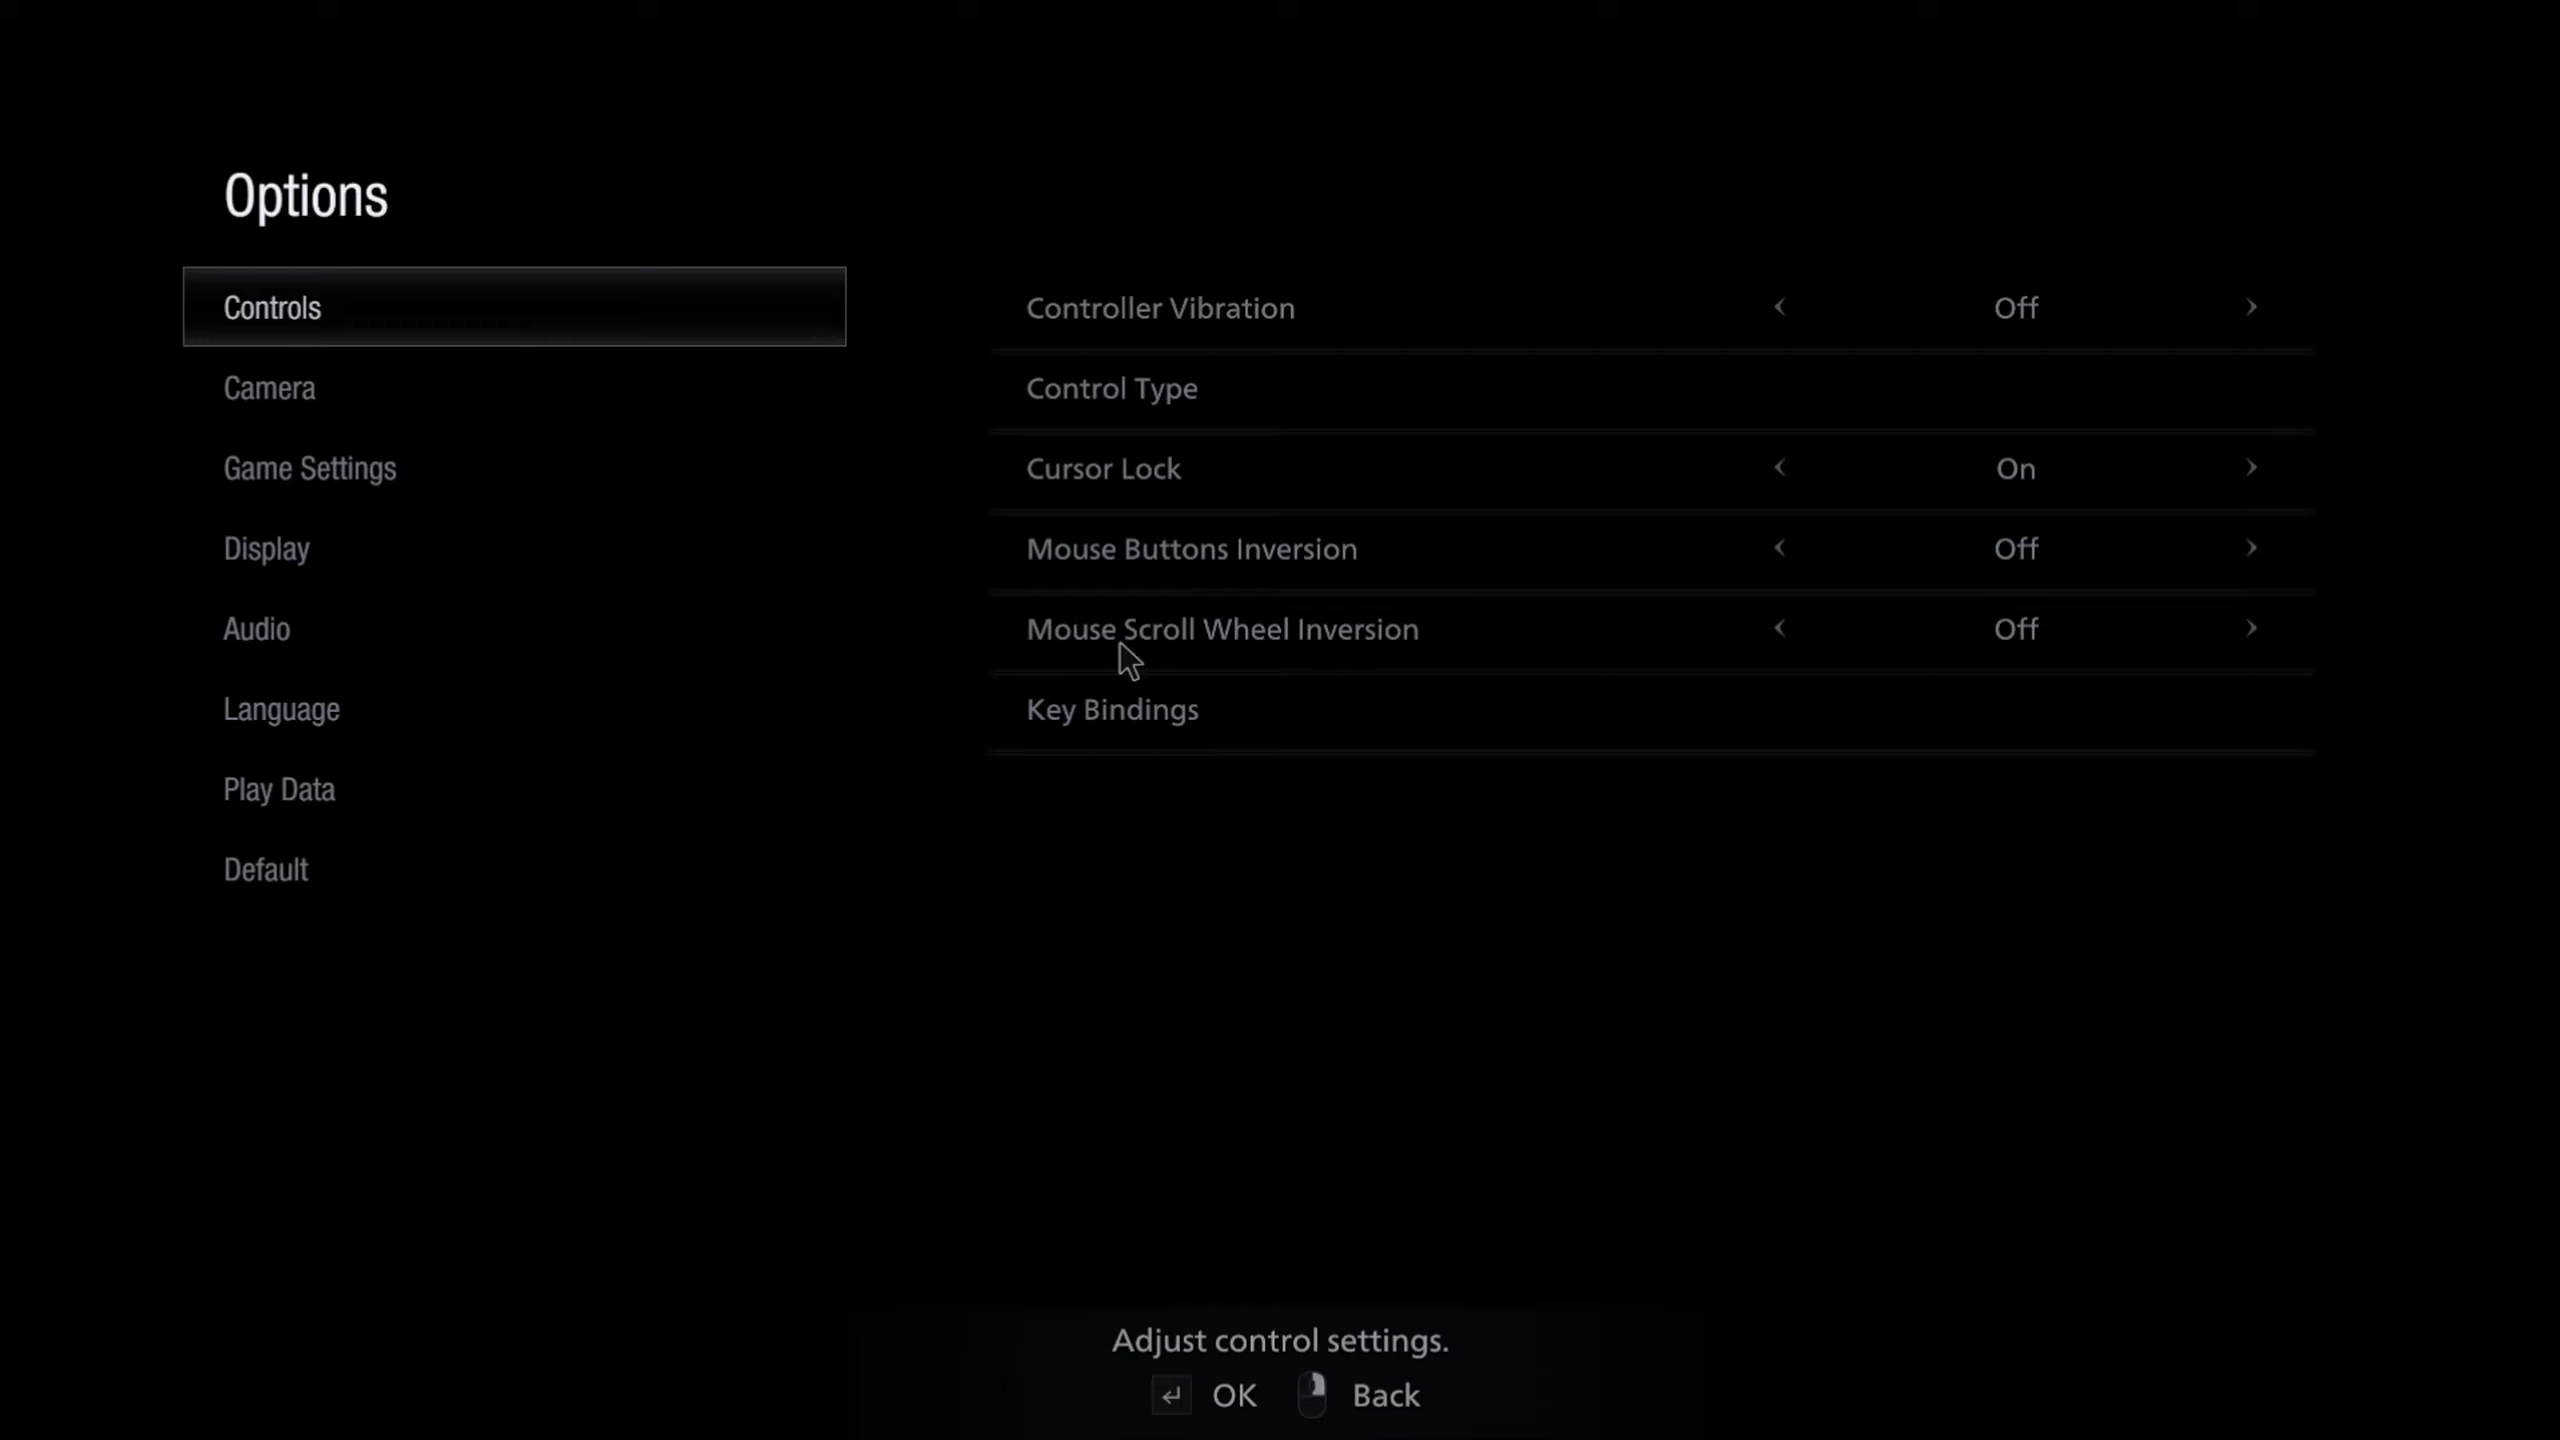 Options
Controls
Camera
Game Settings
Display
Audio
Language
Play Data
Default
Controller Vibration Off
Control Type
Cursor Lock On
Mouse Buttons Inversion Off
Mouse Scroll Wheel Inversion Off
Key Bindings
Adjust control settings.
OK Back